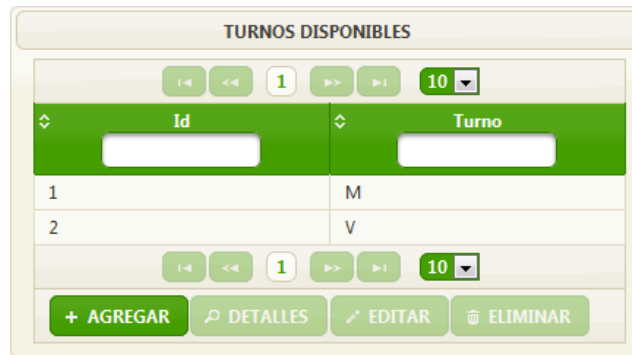 TURNOS DISPONIBLES
1 10
Id Turno
1 M
2 V
1 10
+ AGREGAR DETALLES EDITAR ELIMINAR